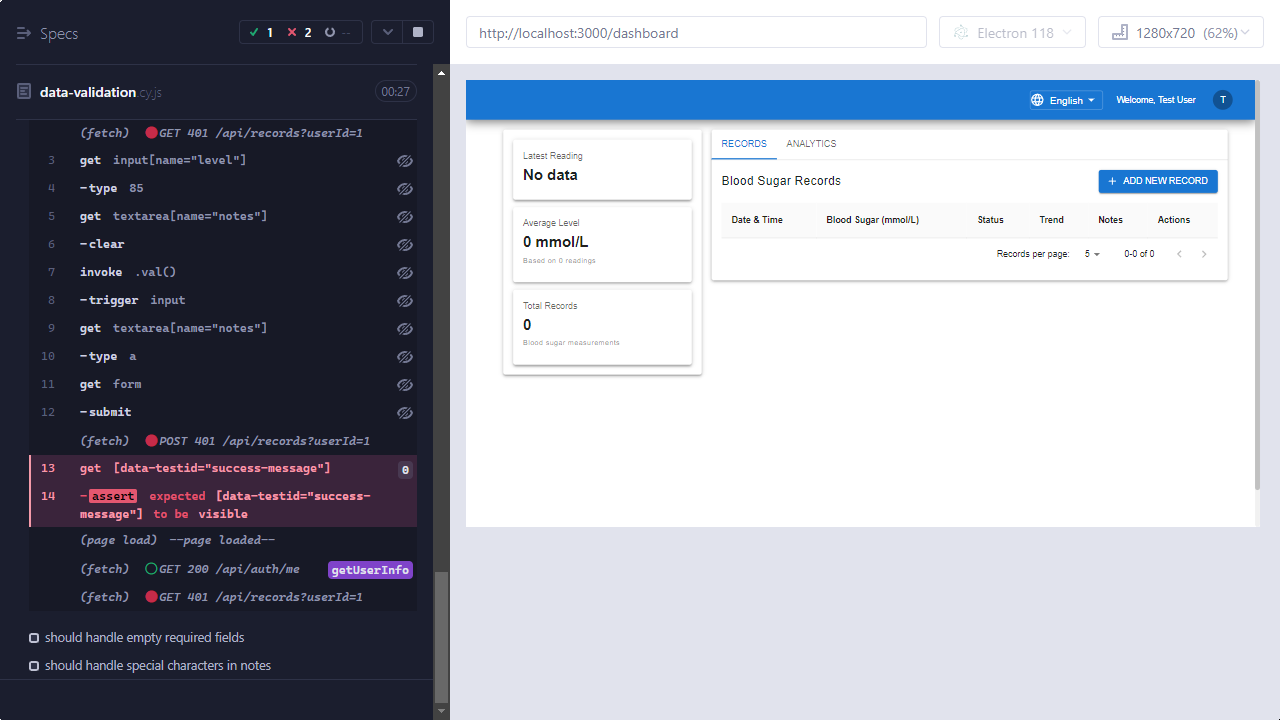 Specs
1 2 --
data-validation.cy.js 00:27
(fetch) GET 401 /api/records?userId=1
3 get input[name="level"]
4 -type 85
5 get textarea[name="notes"]
6 -clear
7 invoke .val()
8 -trigger input
9 get textarea[name="notes"]
10 -type a
11 get form
12 -submit
(fetch) POST 401 /api/records?userId=1
13 get [data-testid="success-message"] 0
14 -assert expected [data-testid="success-
message"] to be visible
(page load) --page loaded--
(fetch) GET 200 /api/auth/me getUserInfo
(fetch) GET 401 /api/records?userId=1
should handle empty required fields
should handle special characters in notes
http://localhost:3000/dashboard
Electron 118
1280x720 (62%)
English
Welcome, Test User
T
Latest Reading
No data
Average Level
0 mmol/L
Based on 0 readings
Total Records
0
Blood sugar measurements
RECORDS ANALYTICS
Blood Sugar Records
+ ADD NEW RECORD
Date & Time Blood Sugar (mmol/L) Status Trend Notes Actions
Records per page: 5 0-0 of 0